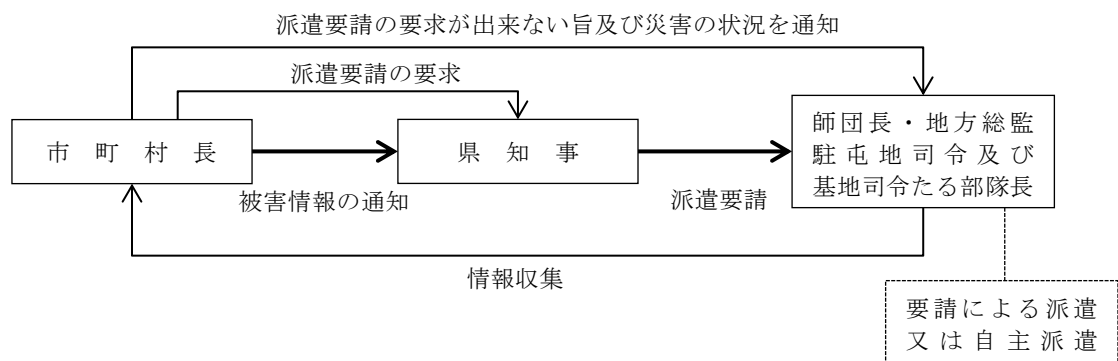 派遣要請の要求が出来ない旨及び災害の状況を通知
派遣要請の要求
市町村長
県知事
師団長・地方総監
駐屯地司令及び
基地司令たる部隊長
被害情報の通知
派遣要請
情報収集
要請による派遣
又は自主派遣